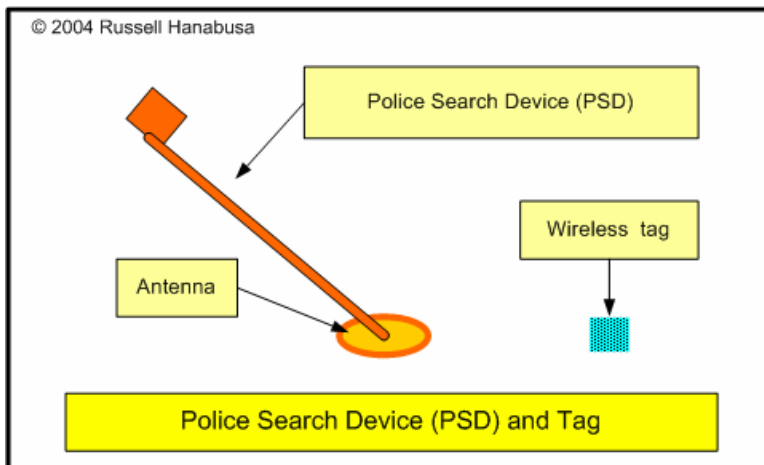 © 2004 Russell Hanabusa
Police Search Device (PSD)
Wireless tag
Antenna
Police Search Device (PSD) and Tag